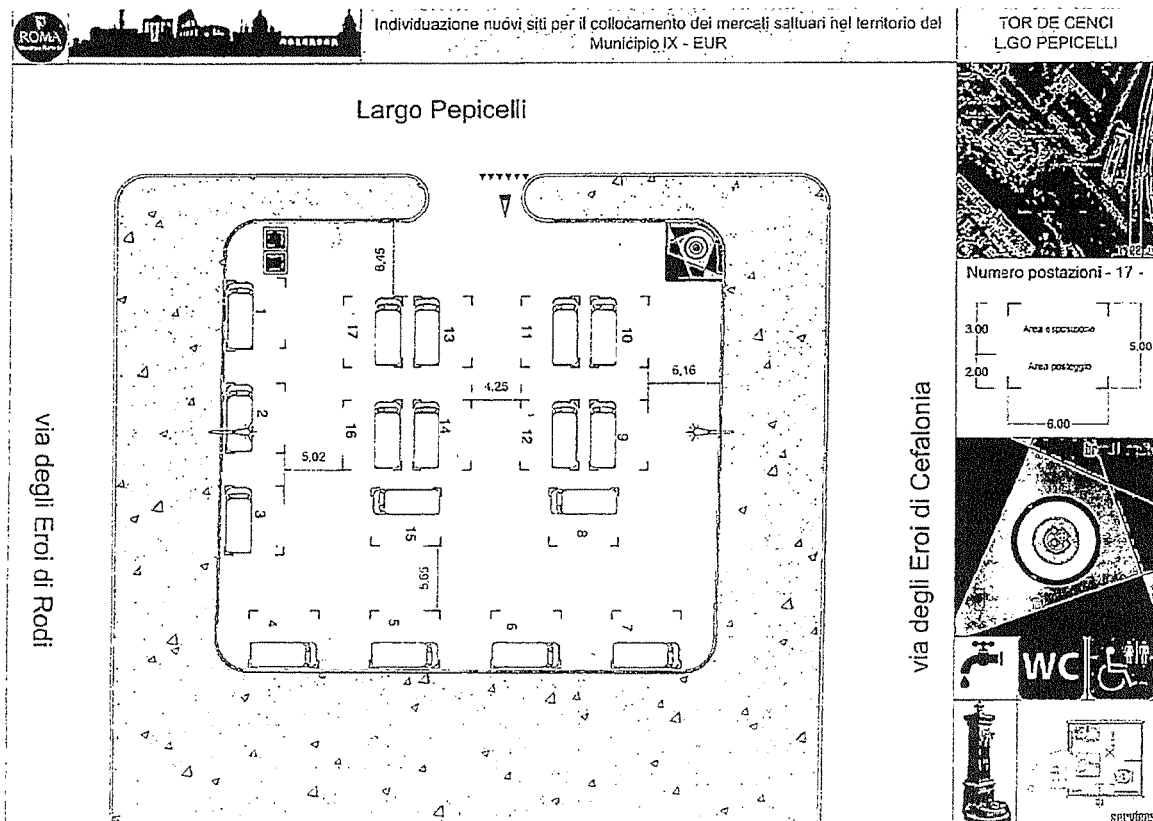 ROMA
Individuazione nuovi siti per il collocamento dei mercati saltuari nel territorio del
Municipio IX - EUR
TOR DE CENCI
L.GO PEPICELLI
Largo Pepicelli
Numero postazioni - 17 -
3.00
Area esposizione
5.00
2.00
Area posteggio
6.00
1
17
13
11
10
6,45
4,25
6,16
2
16
14
12
9
5,02
3
15
8
5,65
4
5
6
7
via degli Eroi di Rodi
via degli Eroi di Cefalonia
WC
services